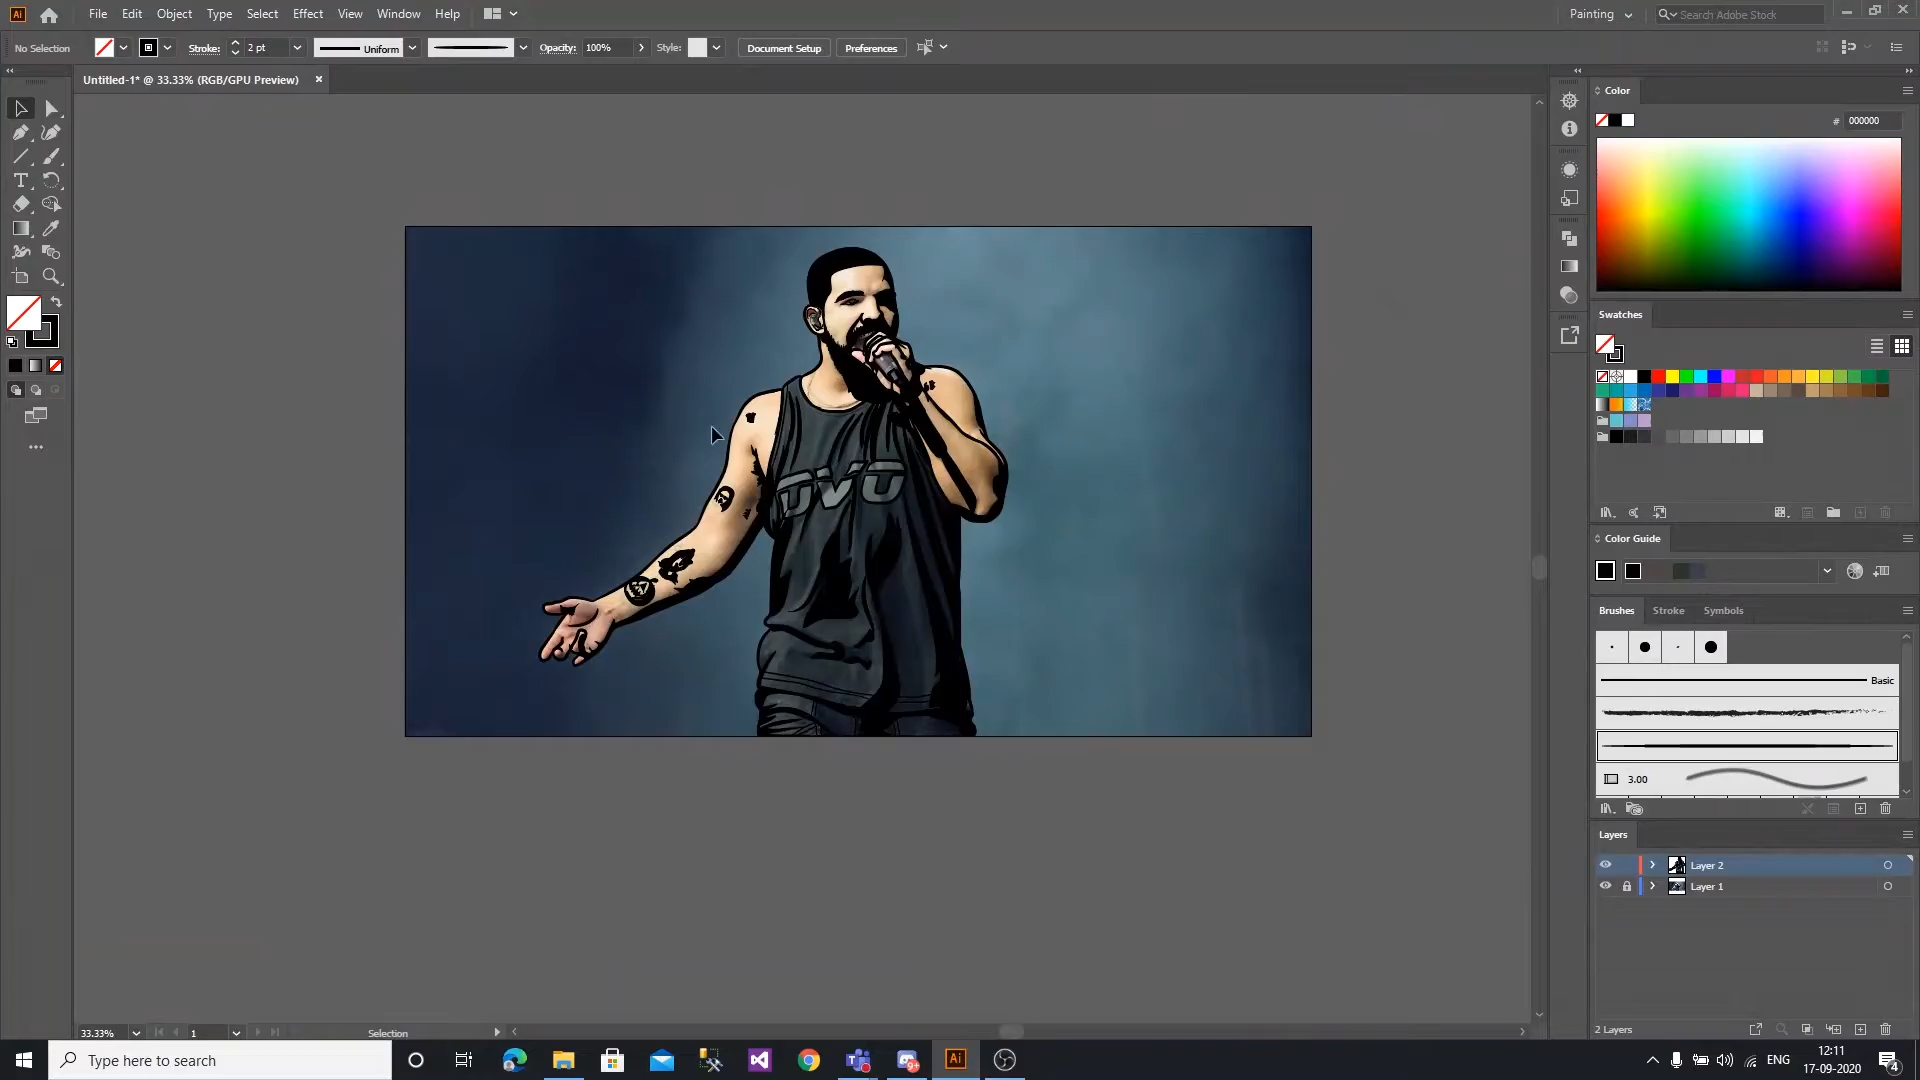 Ai
File Edit Object Type Select Effect View Window Help
Painting
Search Adobe Stock
No Selection
Stroke:
2 pt
Uniform
Opacity:
100%
Style:
Document Setup
Preferences
Untitled-1* @ 33.33% (RGB/GPU Preview)
Color
# 000000
Swatches
Color Guide
Brushes Stroke Symbols
Basic
3.00
Layers
Layer 2
Layer 1
2 Layers
OVO
33.33%
1
Selection
Type here to search
9+
Ai
ENG
12:11
17-09-2020
4